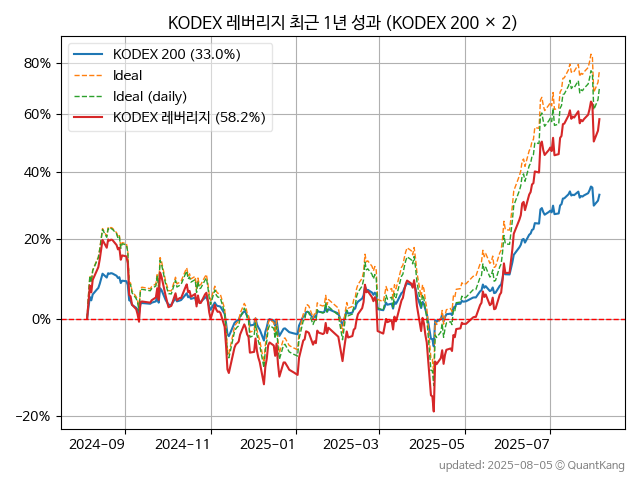 KODEX 레버리지 최근 1년 성과 (KODEX 200 × 2)
KODEX 200 (33.0%)
Ideal
Ideal (daily)
KODEX 레버리지 (58.2%)
80%
60%
40%
20%
0%
−20%
2024−09
2024−11
2025−01
2025−03
2025−05
2025−07
updated: 2025-08-05 ⓒ QuantKang